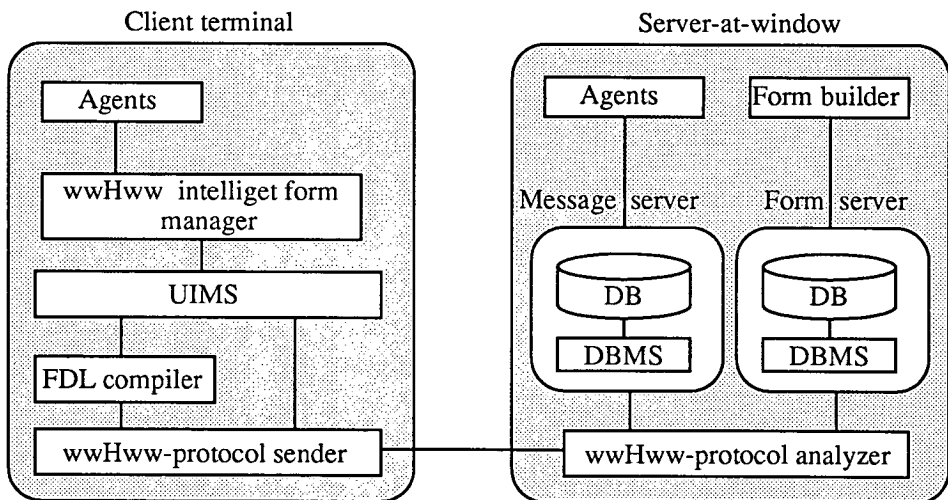 Client terminal
Agents
wwHww intelliget form
manager
UIMS
FDL compiler
wwHww-protocol sender
Server-at-window
Agents
Form builder
Message server
Form server
DB
DB
DBMS
DBMS
wwHww-protocol analyzer